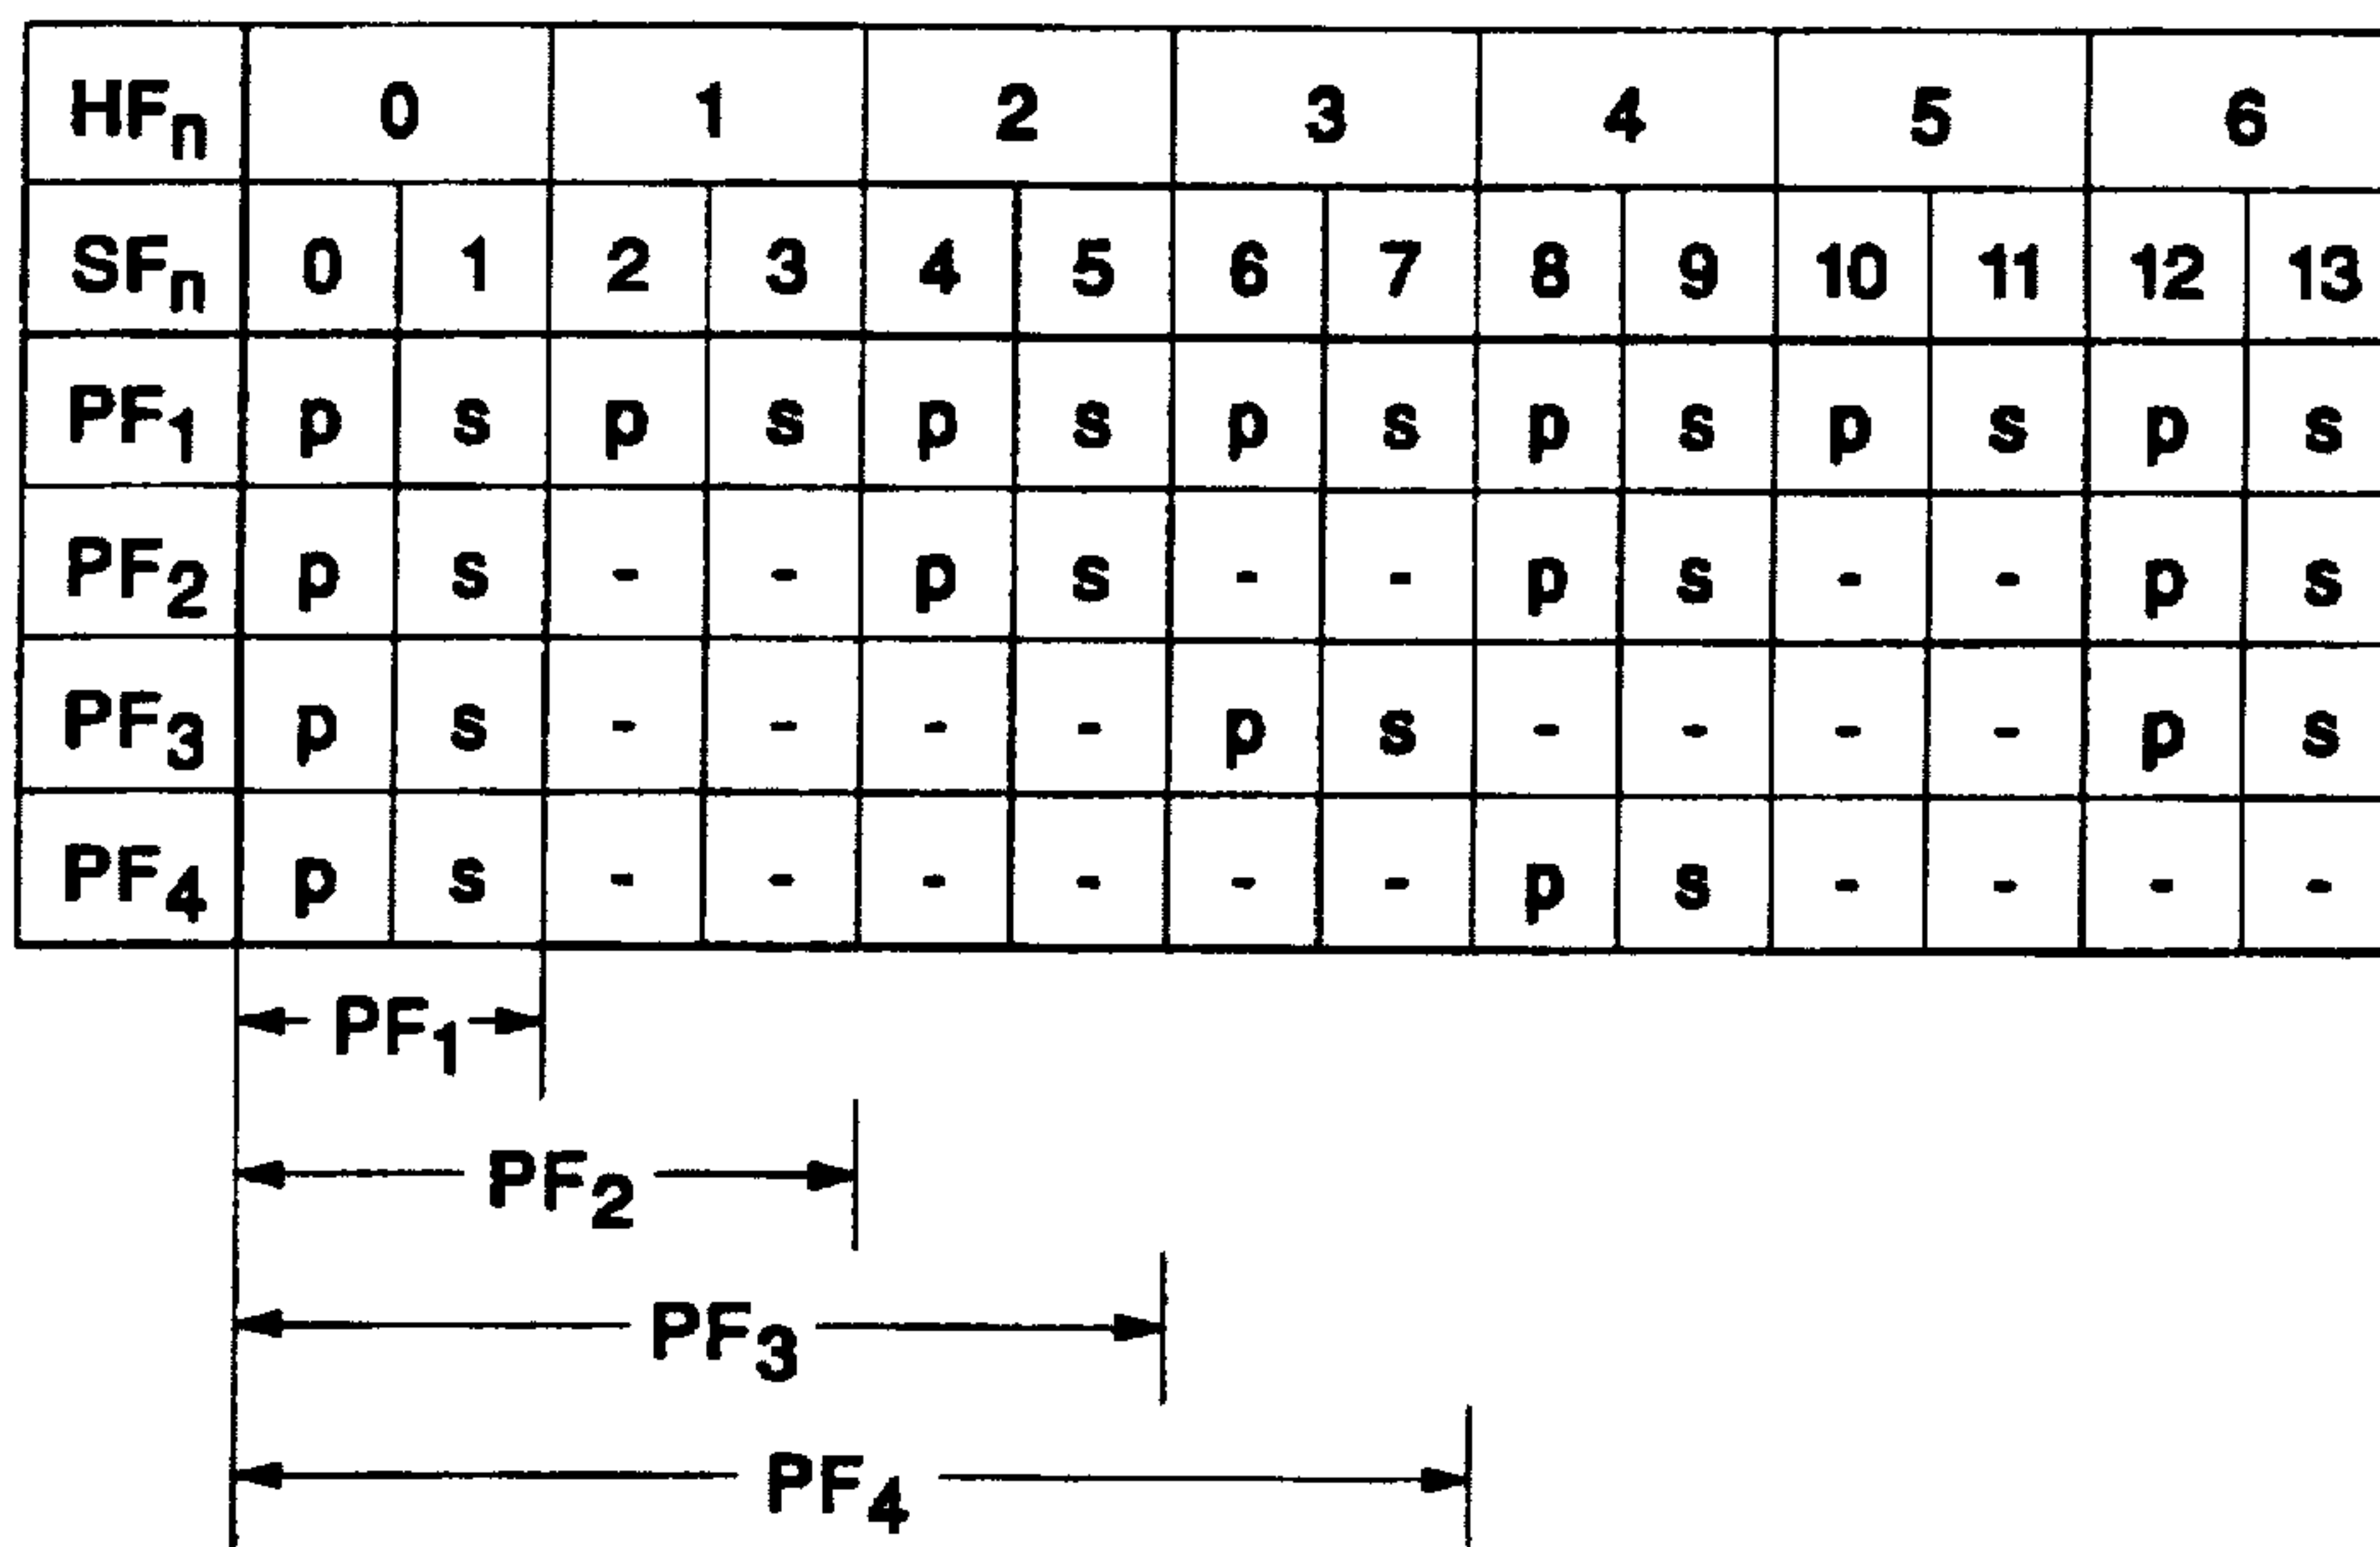 HFn 0 1 2 3 4 5 6
SFn 0 1 2 3 4 5 6 7 8 9 10 11 12 13
PF1 p s p s p s p s p s p s p s
PF2 p s - - p s - - p s - - p s
PF3 p s - - - - p s - - - - p s
PF4 p s - - - - - - p s - - - -
PF1
PF2
PF3
PF4